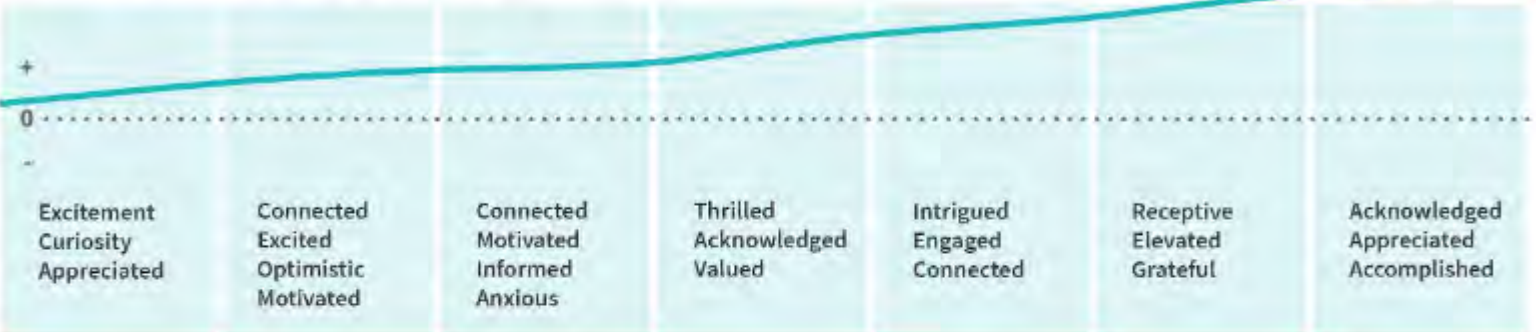 +
0
-
Excitement
Curiosity
Appreciated
Connected
Excited
Optimistic
Motivated
Connected
Motivated
Informed
Anxious
Thrilled
Acknowledged
Valued
Intrigued
Engaged
Connected
Receptive
Elevated
Grateful
Acknowledged
Appreciated
Accomplished